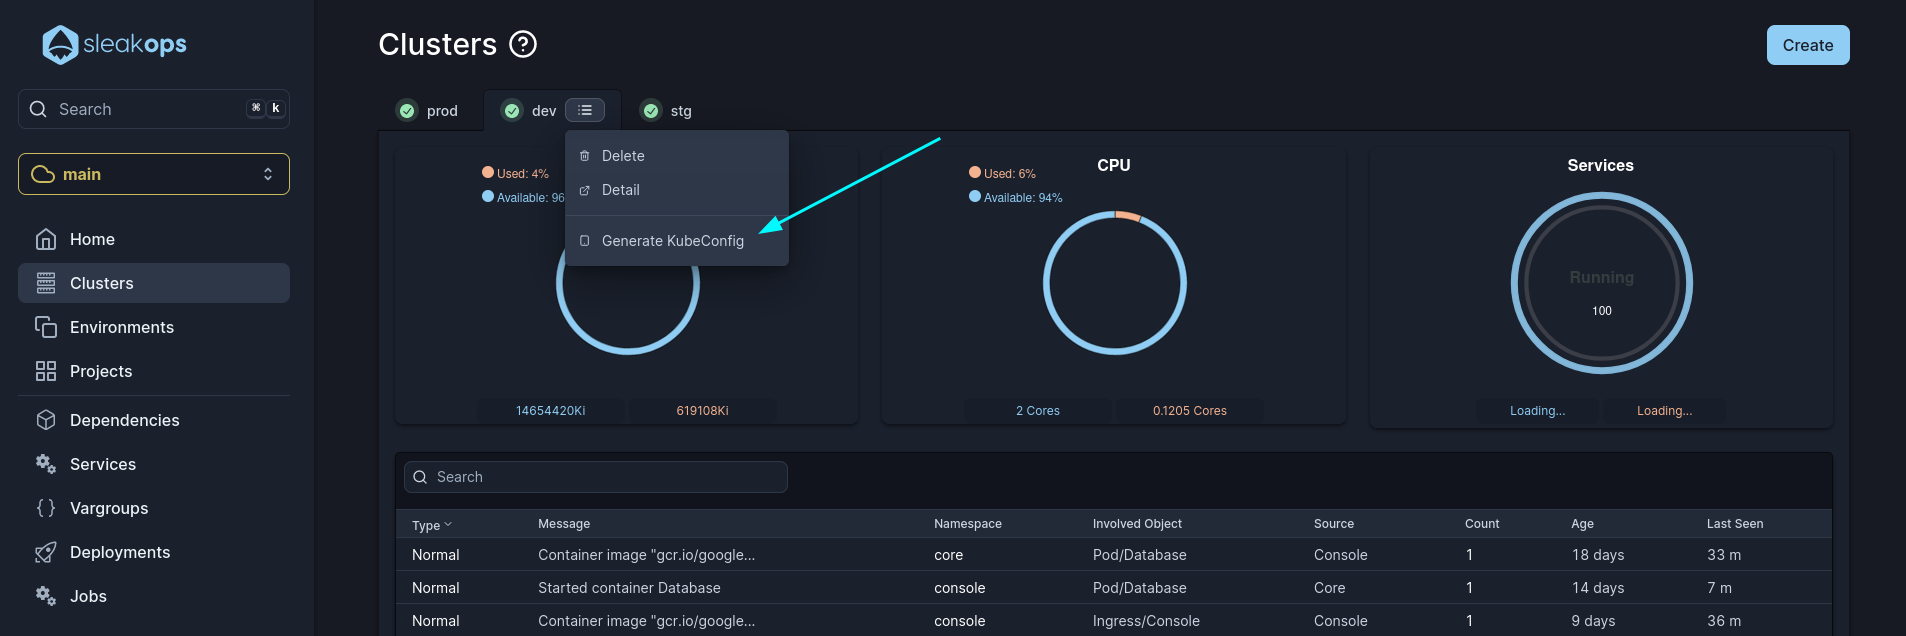 sleakops
Search ⌘ k
main
Home
Clusters
Environments
Projects
Dependencies
Services
Vargroups
Deployments
Jobs
Clusters ?
Create
prod
dev
stg
Delete
Detail
Generate KubeConfig
Used: 4%
Available: 96
14654420Ki 619108Ki
CPU
Used: 6%
Available: 94%
2 Cores 0.1205 Cores
Services
Running
100
Loading... Loading...
Search
Type Message Namespace Involved Object Source Count Age Last Seen
Normal Container image "gcr.io/google... core Pod/Database Console 1 18 days 33 m
Normal Started container Database console Pod/Database Core 1 14 days 7 m
Normal Container image "gcr.io/google... console Ingress/Console Console 1 9 days 36 m